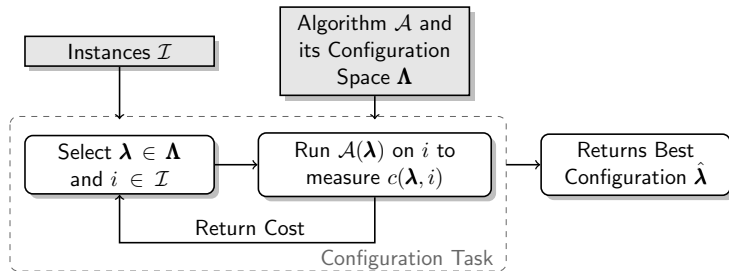 Instances ℐ
Algorithm 𝒜 and
its Configuration
Space 𝚲
Select 𝝀 ∈ 𝚲
and i ∈ ℐ
Run 𝒜(𝝀) on i to
measure c(𝝀, i)
Returns Best
Configuration 𝝀̂
Return Cost
Configuration Task